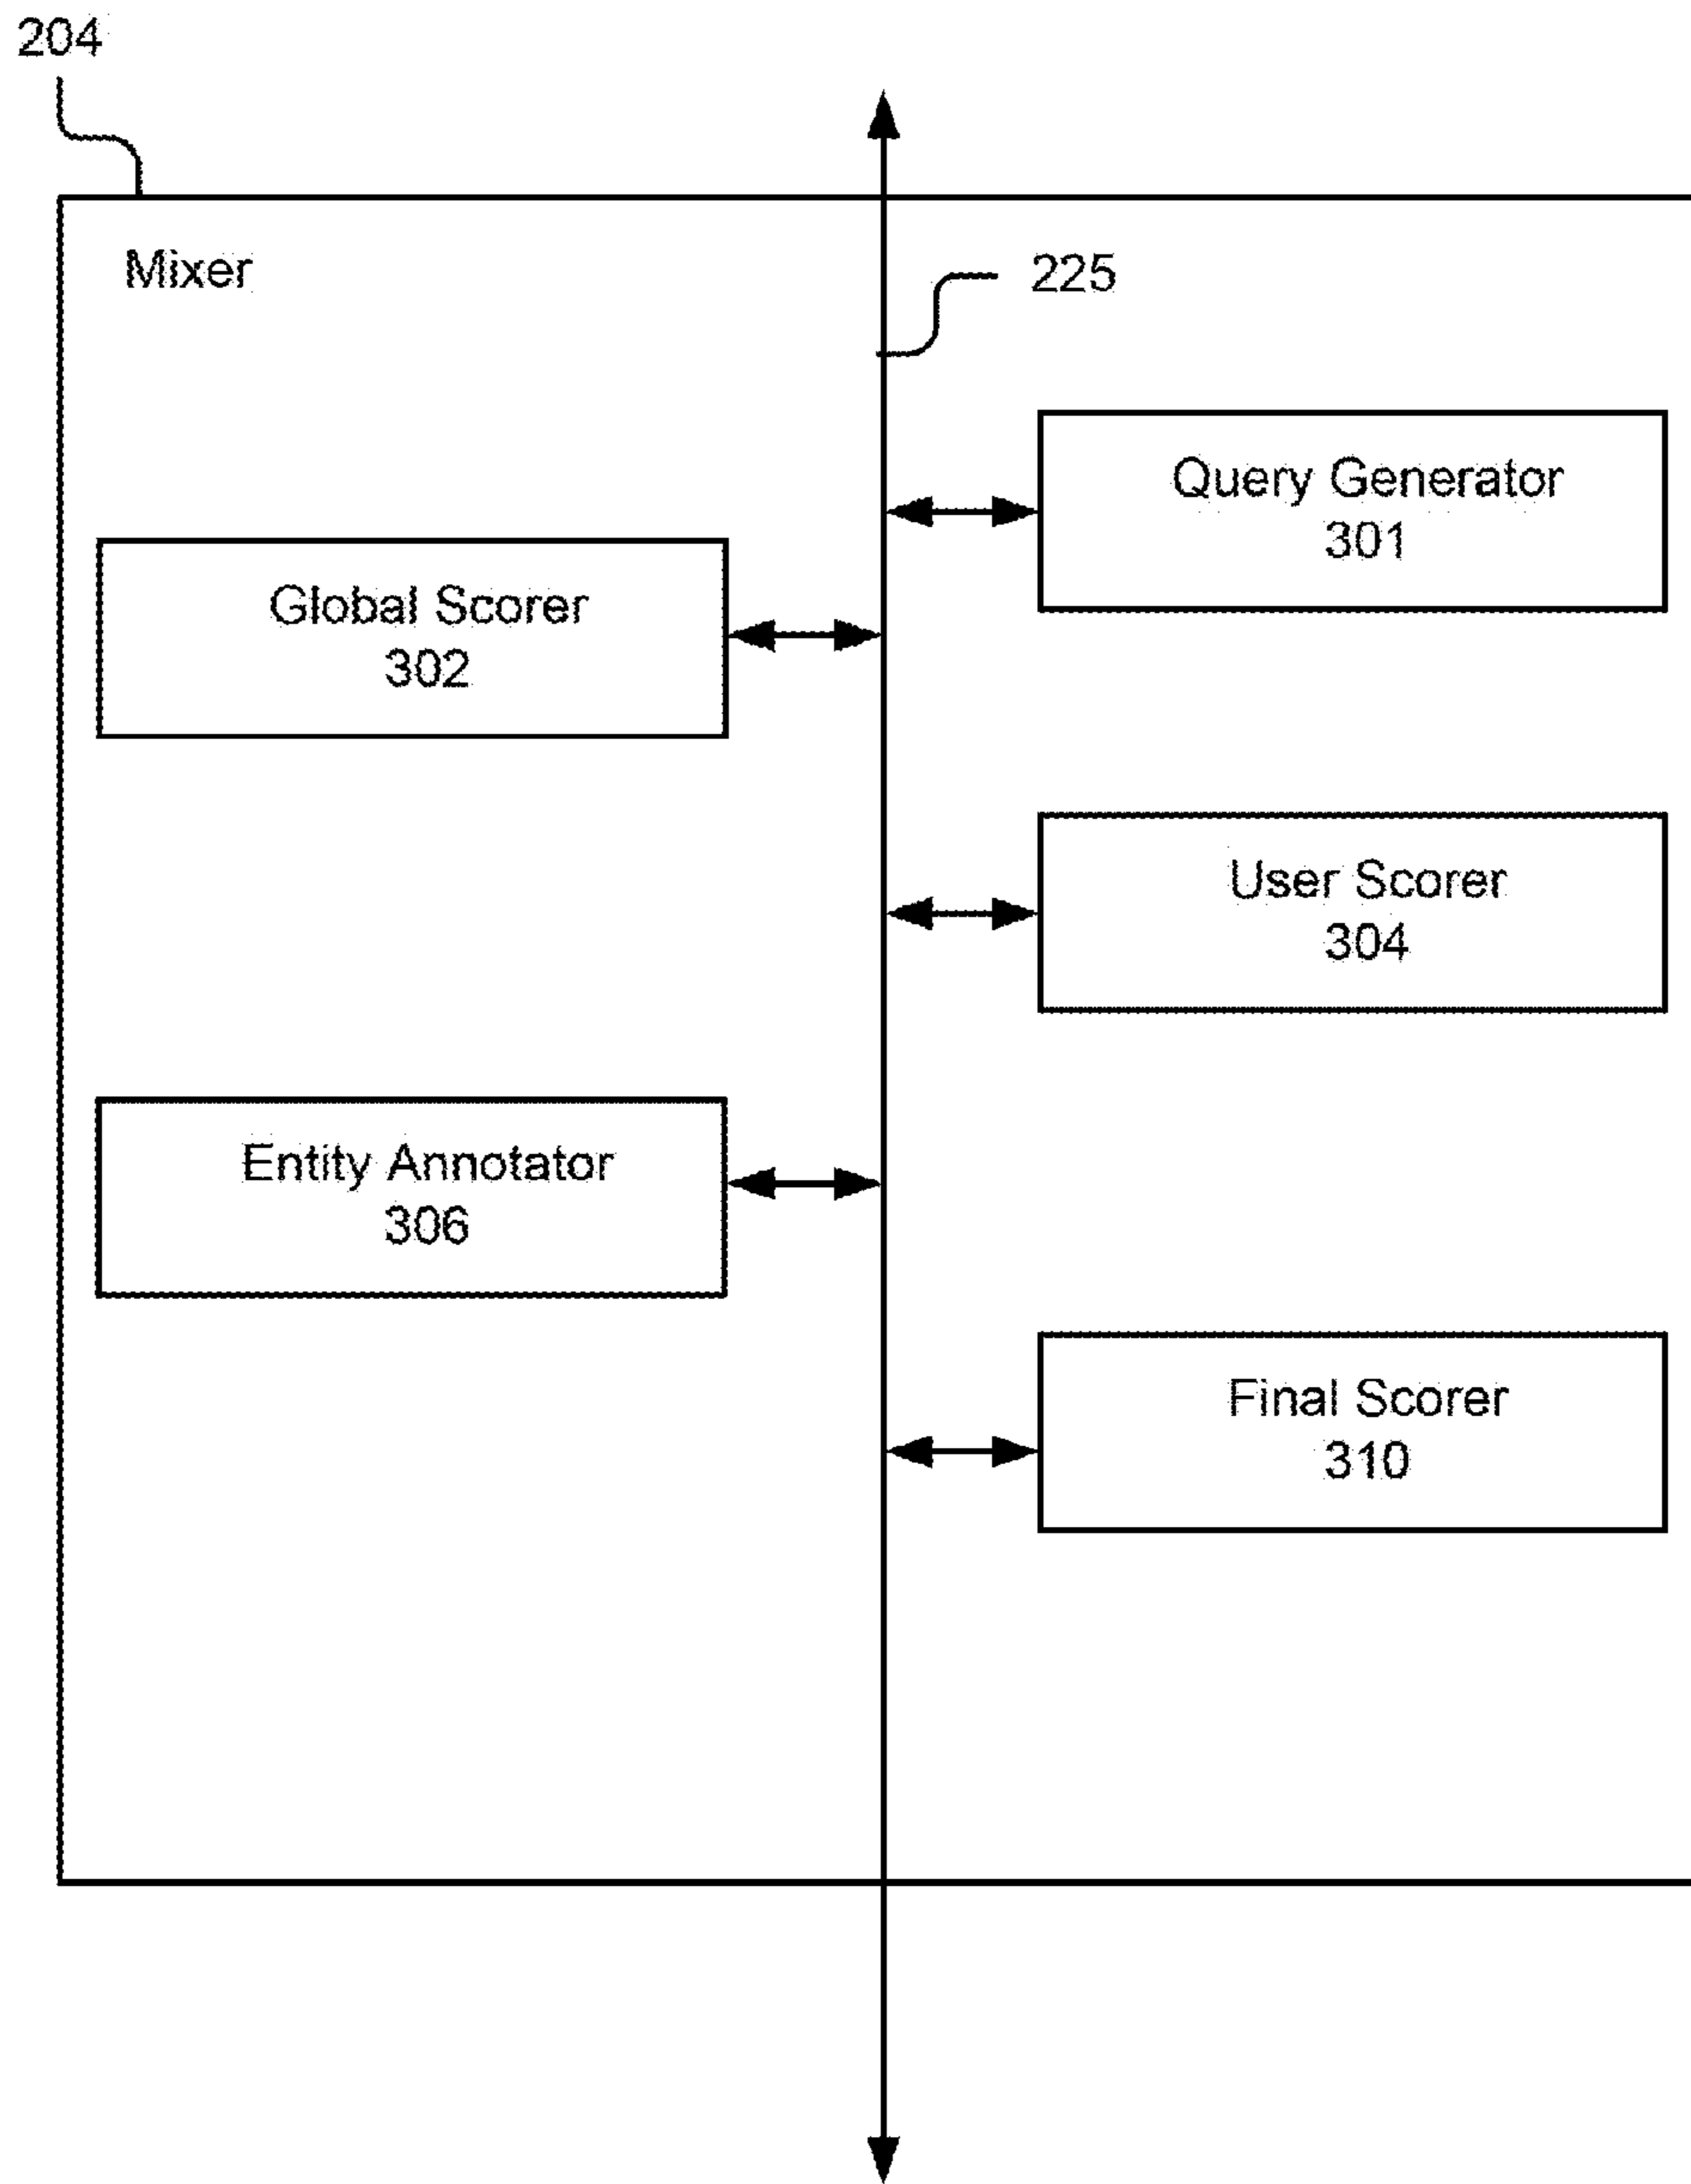 204
Mixer
225
Query Generator
301
Global Scorer
302
User Scorer
304
Entity Annotator
306
Final Scorer
310